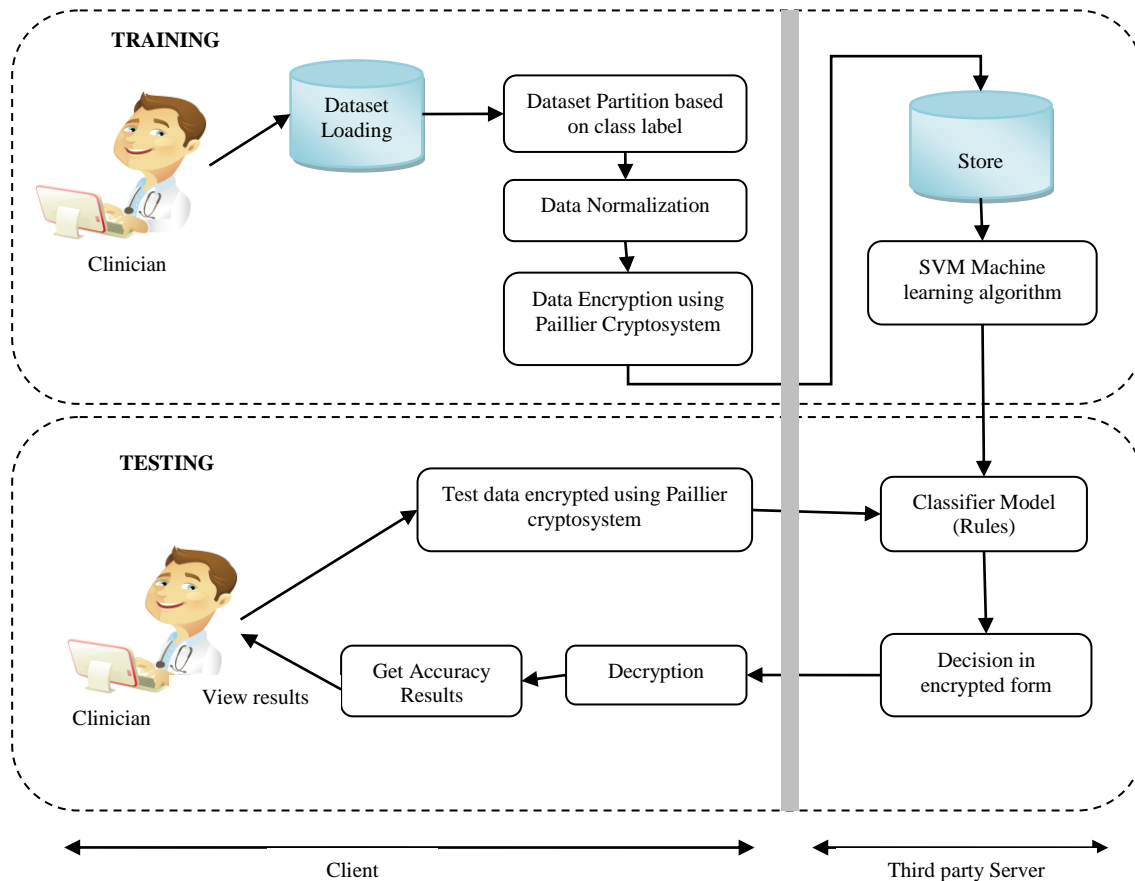 TRAINING
Dataset
Loading
Dataset Partition based
on class label
Store
Data Normalization
Clinician
SVM Machine
learning algorithm
Data Encryption using
Paillier Cryptosystem
TESTING
Test data encrypted using Paillier
cryptosystem
Classifier Model
(Rules)
Get Accuracy
Results
Decryption
Decision in
encrypted form
View results
Clinician
Client
Third party Server